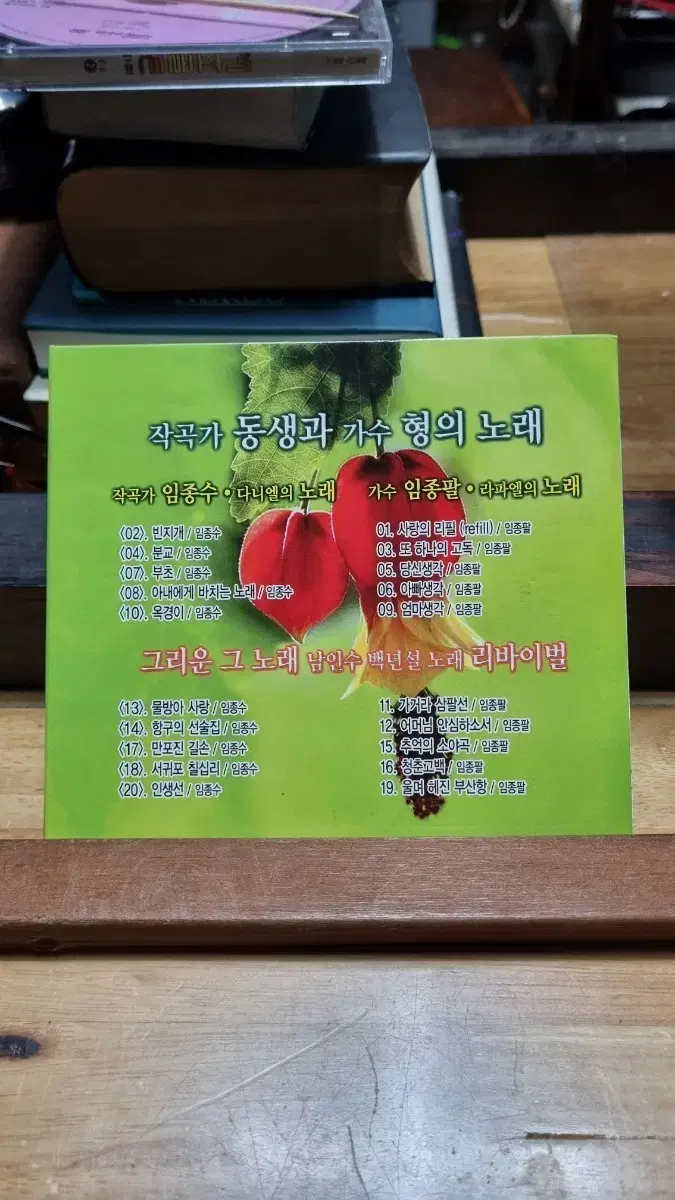 작곡가 동생과 가수 형의 노래
작곡가 임종수 • 다니엘의 노래
〈02〉. 빈지개 / 임종수
〈04〉. 분교 / 임종수
〈07〉. 부초 / 임종수
〈08〉. 아내에게 바치는 노래 / 임종수
〈10〉. 옥경이 / 임종수
가수 임종팔 • 라파엘의 노래
01. 사랑의 리필 (refill) / 임종팔
03. 또 하나의 고독 / 임종팔
05. 당신생각 / 임종팔
06. 아빠생각 / 임종팔
09. 엄마생각 / 임종팔
그리운 그 노래 남인수 백년설 노래 리바이벌
〈13〉. 물방아 사랑 / 임종수
〈14〉. 항구의 선술집 / 임종수
〈17〉. 만포진 길손 / 임종수
〈18〉. 서귀포 칠십리 / 임종수
〈20〉. 인생선 / 임종수
11. 가거라 삼팔선 / 임종팔
12. 어머님 안심하소서 / 임종팔
15. 추억의 소야곡 / 임종팔
16. 청춘고백 / 임종팔
19. 울며 헤진 부산항 / 임종팔